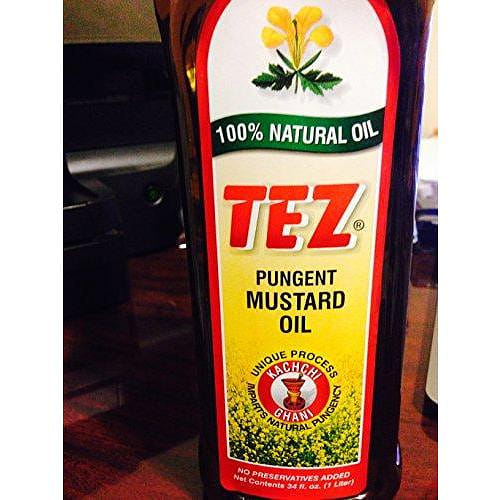 100% NATURAL OIL
TEZ®
PUNGENT
MUSTARD
OIL
UNIQUE PROCESS
KACHCHI
GHANI
IMPARTS NATURAL PUNGENCY
NO PRESERVATIVES ADDED
Net Contents 34 fl. oz. (1 Liter)